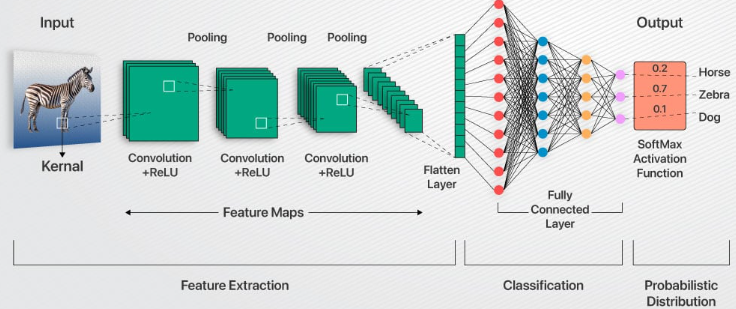 Input
Output
Pooling
Pooling
Pooling
0.2
Horse
0.7
Zebra
0.1
Dog
Kernal
Convolution
+ReLU
Convolution
+ReLU
Convolution
+ReLU
Flatten
Layer
SoftMax
Activation
Function
Feature Maps
Fully
Connected
Layer
Feature Extraction
Classification
Probabilistic
Distribution